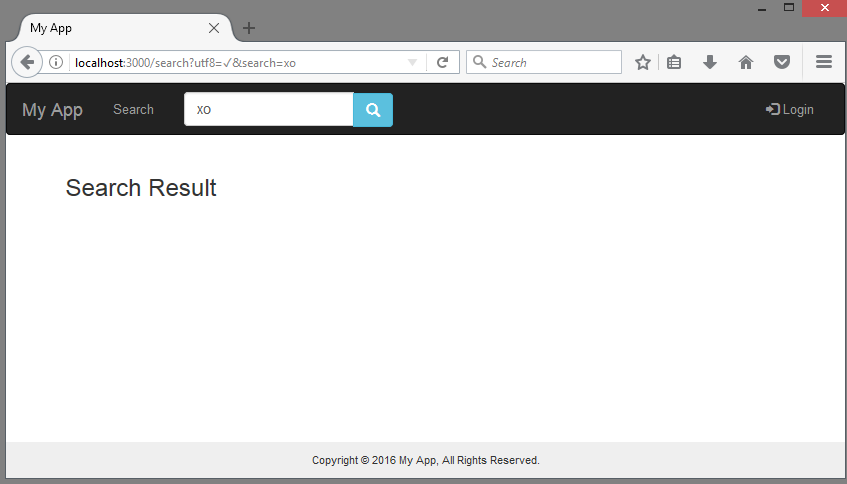 My App
localhost:3000/search?utf8=✓&search=xo
Search
My App
Search
xo
Login
Search Result
Copyright © 2016 My App, All Rights Reserved.